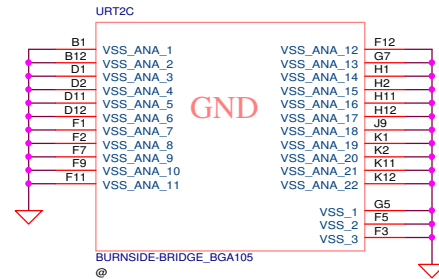 URT2C
B1 VSS_ANA_1 VSS_ANA_12 F12
B12 VSS_ANA_2 VSS_ANA_13 G7
D1 VSS_ANA_3 VSS_ANA_14 H1
D2 VSS_ANA_4 VSS_ANA_15 H2
D11 VSS_ANA_5 VSS_ANA_16 H11
D12 VSS_ANA_6 VSS_ANA_17 H12
F1 VSS_ANA_7 VSS_ANA_18 J9
F2 VSS_ANA_8 VSS_ANA_19 K1
F7 VSS_ANA_9 VSS_ANA_20 K2
F9 VSS_ANA_10 VSS_ANA_21 K11
F11 VSS_ANA_11 VSS_ANA_22 K12
GND
VSS_1 G5
VSS_2 F5
VSS_3 F3
BURNSIDE-BRIDGE_BGA105
@